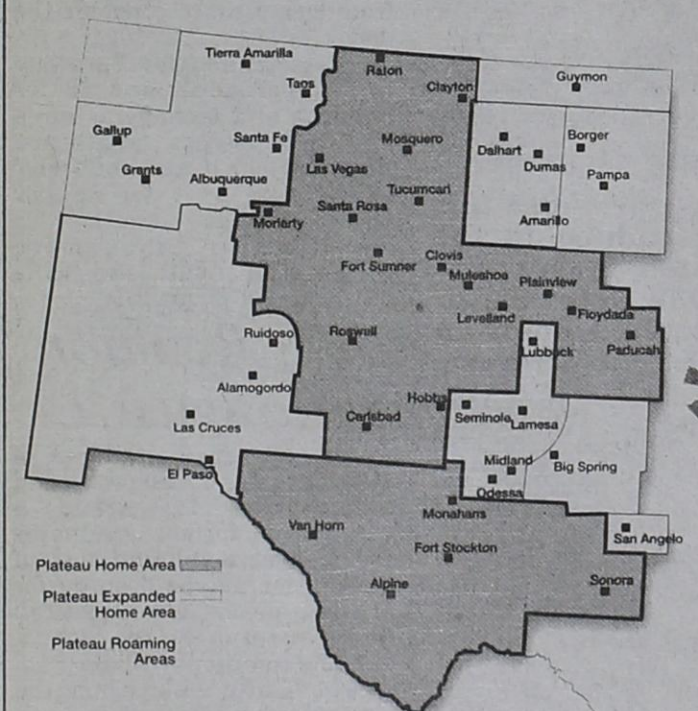 Tierra Amarilla
Raton
Guymon
Taos
Clayton
Gallup
Santa Fe
Mosquero
Dalhart
Borger
Dumas
Grants
Las Vegas
Pampa
Albuquerque
Tucumcari
Santa Rosa
Amarillo
Moriarty
Clovis
Fort Sumner
Muleshoe
Plainview
Levelland
Floydada
Ruidoso
Roswell
Lubbock
Paducah
Alamogordo
Hobbs
Carlsbad
Seminole
Lamesa
Las Cruces
Midland
Big Spring
El Paso
Odessa
Monahans
Van Horn
San Angelo
Fort Stockton
Plateau Home Area
Alpine
Sonora
Plateau Expanded
Home Area
Plateau Roaming
Areas